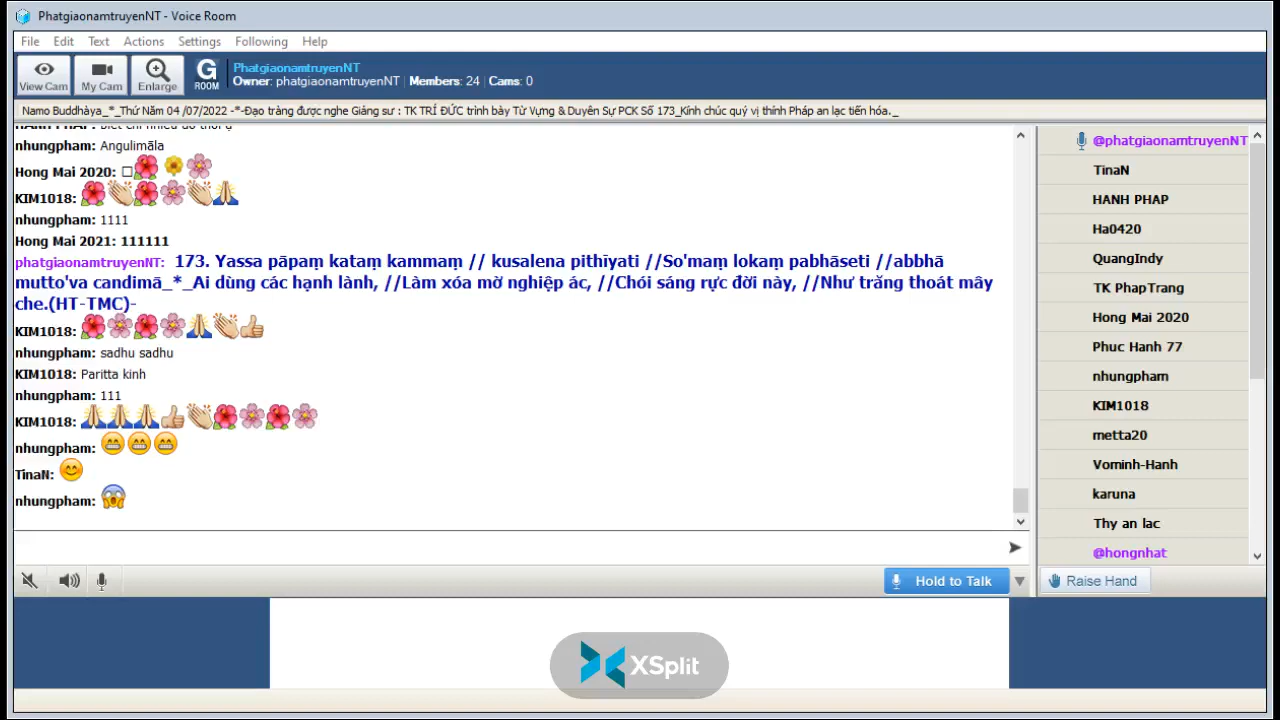 PhatgiaonamtruyenNT - Voice Room
File Edit Text Actions Settings Following Help
View Cam My Cam Enlarge G ROOM
PhatgiaonamtruyenNT
Owner: phatgiaonamtruyenNT | Members: 24 | Cams: 0
Namo Buddhàya_*_Thứ Năm 04 /07/2022 -*-Đạo tràng được nghe Giảng sư : TK TRÍ ĐỨC trình bày Từ Vựng & Duyên Sự PCK Số 173_Kính chúc quý vị thính Pháp an lạc tiến hóa._
nhungpham: Angulimāla
Hong Mai 2020: □🌺 🌼 🌸
KIM1018: 🌺👏🌺🌸👏🙏
nhungpham: 1111
Hong Mai 2021: 111111
phatgiaonamtruyenNT: 173. Yassa pāpaṃ kataṃ kammaṃ // kusalena pithīyati //So'maṃ lokaṃ pabhāseti //abbhā
mutto'va candimā_*_Ai dùng các hạnh lành, //Làm xóa mờ nghiệp ác, //Chói sáng rực đời này, //Như trăng thoát mây
che.(HT-TMC)-
KIM1018: 🌺🌸🌺🌸🙏👏👍
nhungpham: sadhu sadhu
KIM1018: Paritta kinh
nhungpham: 111
KIM1018: 🙏🙏🙏👍👏🌺🌸🌺🌸
nhungpham: 😁😁😁
TinaN: 😊
nhungpham: 😱
@phatgiaonamtruyenNT
TinaN
HANH PHAP
Ha0420
QuangIndy
TK PhapTrang
Hong Mai 2020
Phuc Hanh 77
nhungpham
KIM1018
metta20
Vominh-Hanh
karuna
Thy an lac
@hongnhat
Hold to Talk
Raise Hand
XSplit